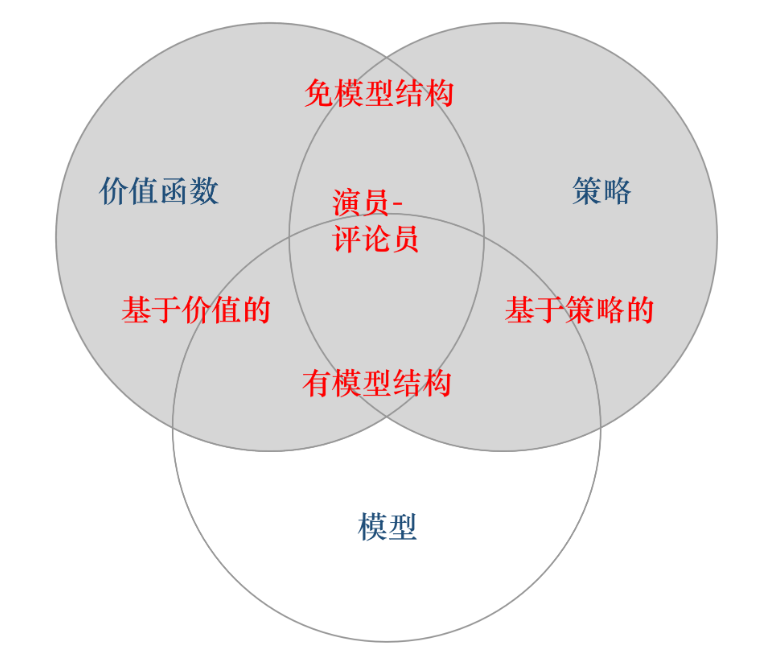 免模型结构
价值函数
策略
演员-
评论员
基于价值的
基于策略的
有模型结构
模型